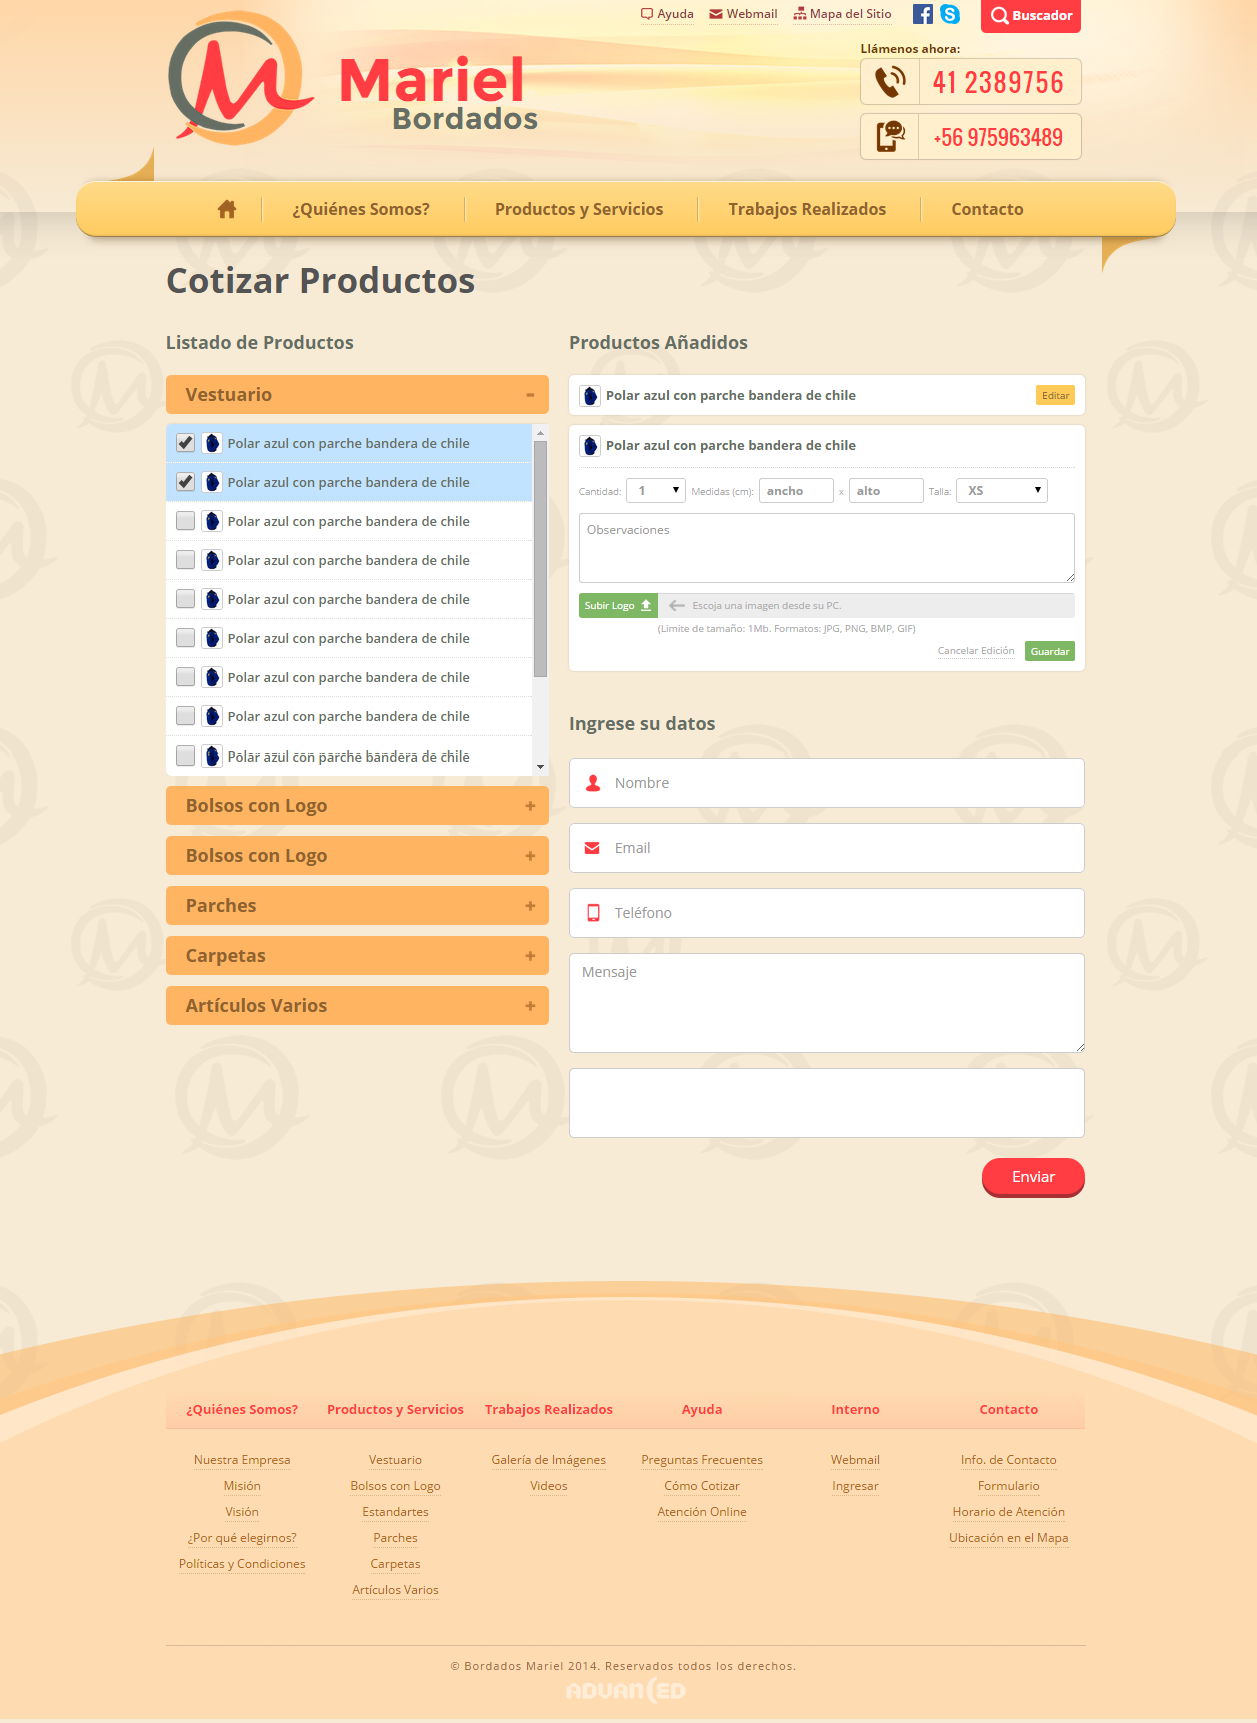 Ayuda Webmail Mapa del Sitio Buscador
Llámenos ahora:
41 2389756
+56 975963489
Mariel
Bordados
¿Quiénes Somos? Productos y Servicios Trabajos Realizados Contacto
Cotizar Productos
Listado de Productos
Vestuario -
Polar azul con parche bandera de chile
Polar azul con parche bandera de chile
Polar azul con parche bandera de chile
Polar azul con parche bandera de chile
Polar azul con parche bandera de chile
Polar azul con parche bandera de chile
Polar azul con parche bandera de chile
Polar azul con parche bandera de chile
Polar azul con parche bandera de chile
Bolsos con Logo +
Bolsos con Logo +
Parches +
Carpetas +
Artículos Varios +
Productos Añadidos
Polar azul con parche bandera de chile Editar
Polar azul con parche bandera de chile
Cantidad: 1 Medidas (cm): ancho x alto Talla: XS
Observaciones
Subir Logo Escoja una imagen desde su PC.
(Limite de tamaño: 1Mb. Formatos: JPG, PNG, BMP, GIF)
Cancelar Edición Guardar
Ingrese su datos
Nombre
Email
Teléfono
Mensaje
Enviar
¿Quiénes Somos? Productos y Servicios Trabajos Realizados Ayuda Interno Contacto
Nuestra Empresa Vestuario Galería de Imágenes Preguntas Frecuentes Webmail Info. de Contacto
Misión Bolsos con Logo Videos Cómo Cotizar Ingresar Formulario
Visión Estandartes Atención Online Horario de Atención
¿Por qué elegirnos? Parches Ubicación en el Mapa
Políticas y Condiciones Carpetas
Artículos Varios
© Bordados Mariel 2014. Reservados todos los derechos.
ADVANCED